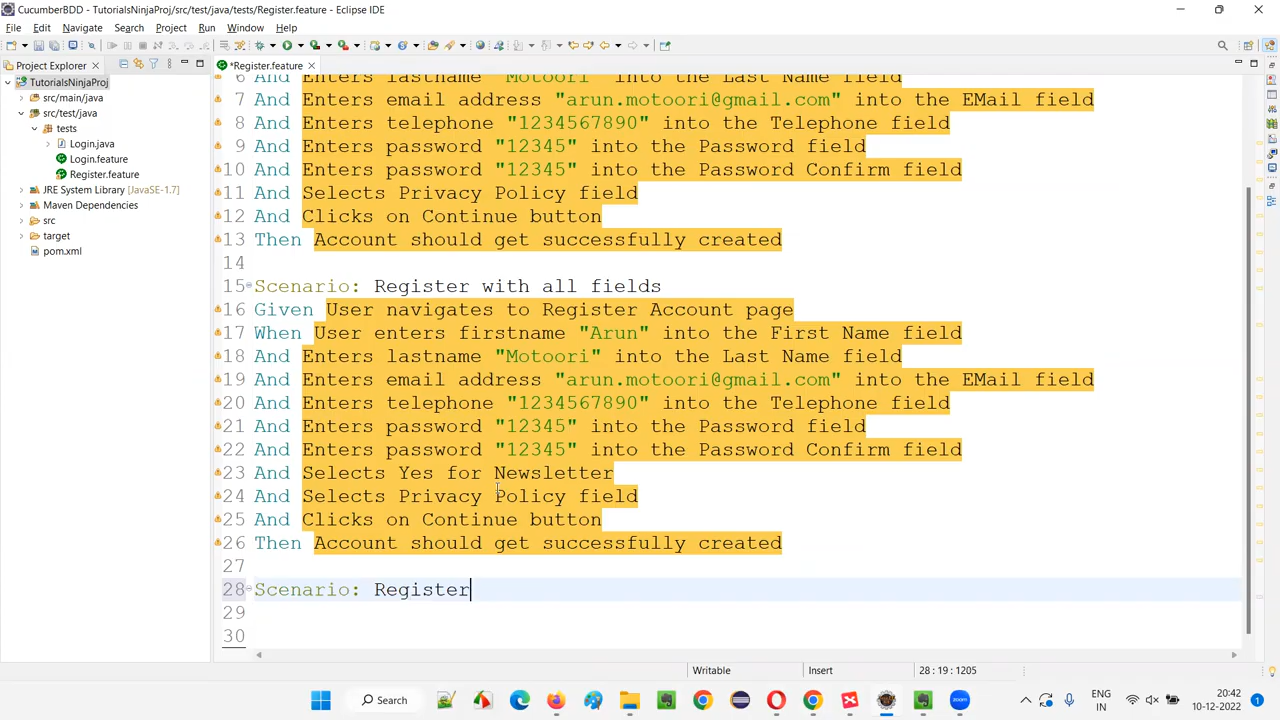 CucumberBDD - TutorialsNinjaProj/src/test/java/tests/Register.feature - Eclipse IDE
File Edit Navigate Search Project Run Window Help
Project Explorer
*Register.feature
TutorialsNinjaProj
src/main/java
src/test/java
tests
Login.java
Login.feature
Register.feature
JRE System Library [JavaSE-1.7]
Maven Dependencies
src
target
pom.xml
6 And Enters lastname "Motoori" into the Last Name field
7 And Enters email address "arun.motoori@gmail.com" into the EMail field
8 And Enters telephone "1234567890" into the Telephone field
9 And Enters password "12345" into the Password field
10 And Enters password "12345" into the Password Confirm field
11 And Selects Privacy Policy field
12 And Clicks on Continue button
13 Then Account should get successfully created
14
15 Scenario: Register with all fields
16 Given User navigates to Register Account page
17 When User enters firstname "Arun" into the First Name field
18 And Enters lastname "Motoori" into the Last Name field
19 And Enters email address "arun.motoori@gmail.com" into the EMail field
20 And Enters telephone "1234567890" into the Telephone field
21 And Enters password "12345" into the Password field
22 And Enters password "12345" into the Password Confirm field
23 And Selects Yes for Newsletter
24 And Selects Privacy Policy field
25 And Clicks on Continue button
26 Then Account should get successfully created
27
28 Scenario: Register
29
30
Writable Insert 28 : 19 : 1205
Search
ENG
IN
20:42
10-12-2022
1